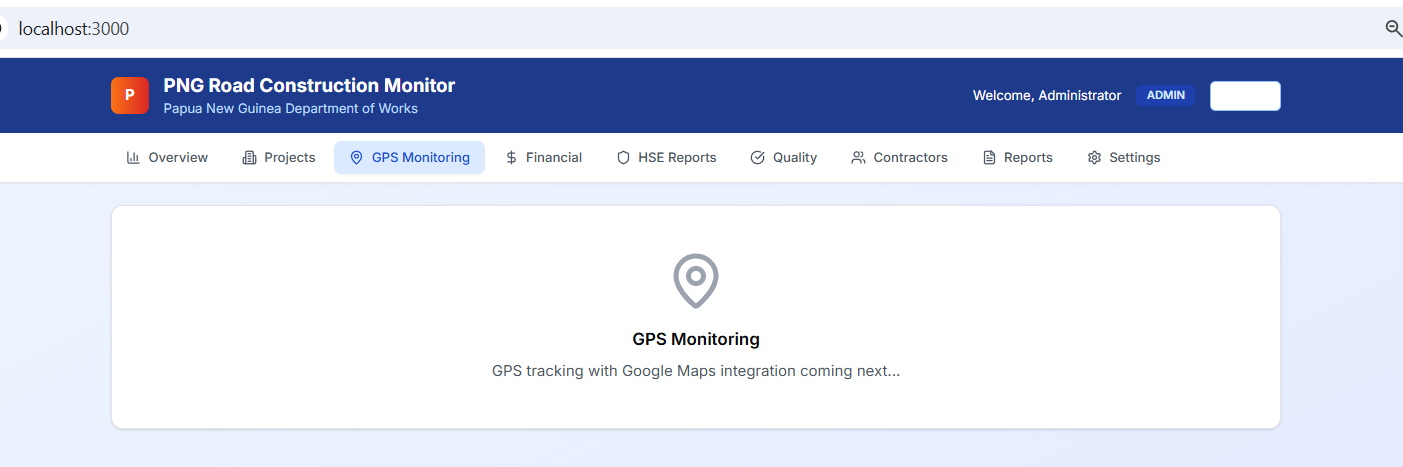 localhost:3000
P
PNG Road Construction Monitor
Papua New Guinea Department of Works
Welcome, Administrator
ADMIN
Overview
Projects
GPS Monitoring
Financial
HSE Reports
Quality
Contractors
Reports
Settings
GPS Monitoring
GPS tracking with Google Maps integration coming next...